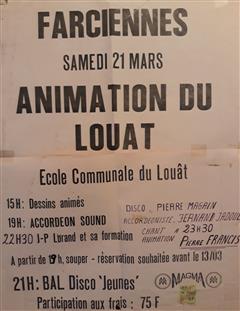 FARCIENNES
SAMEDI 21 MARS
ANIMATION DU
LOUAT
Ecole Communale du Louât
15H: Dessins animés
19H: ACCORDEON SOUND
22H30 J-P Lurand et sa formation
DISCO : PIERRE MAGAIN
ACCORDEONISTE, BERNARD JADOUL
CHANT A 23H30
ANIMATION PIERRE FRANCIS
A partir de 19h, souper - réservation souhaitée avant le 13/03
21H: BAL Disco 'Jeunes'
MAGMA
Participation aux frais : 75 F